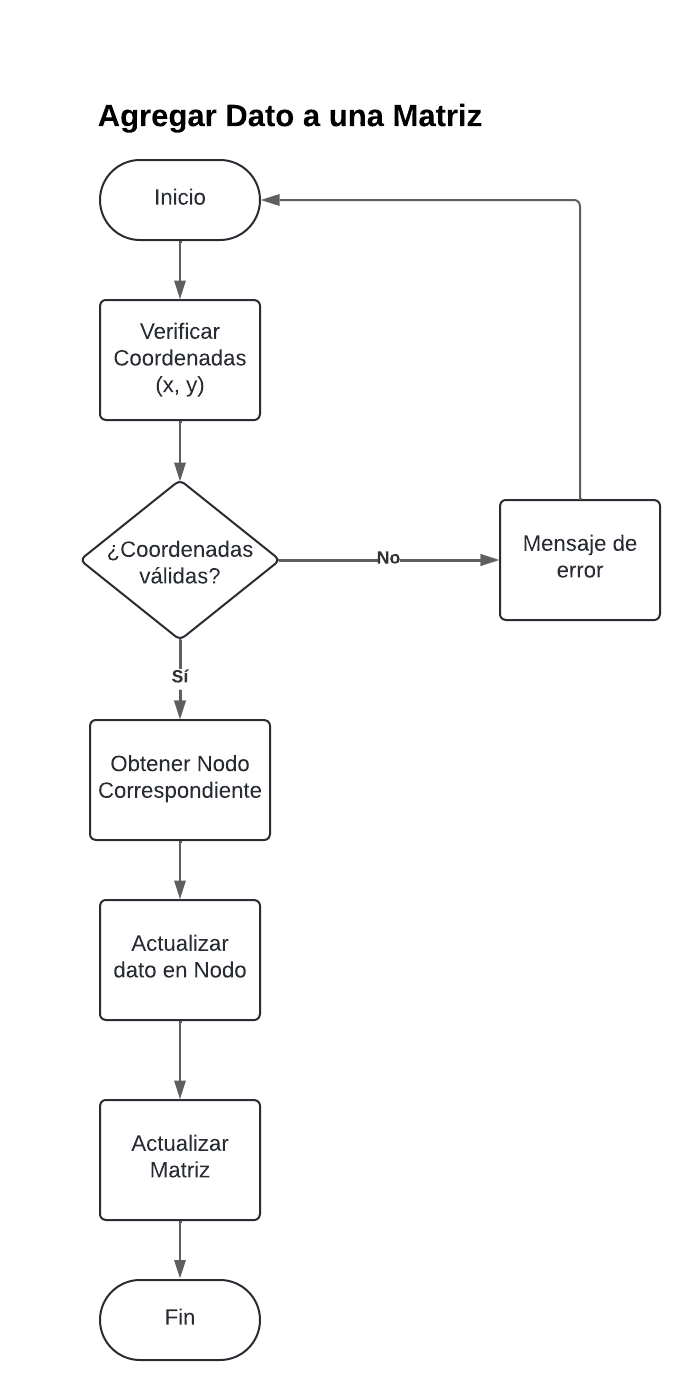 Agregar Dato a una Matriz
Inicio
Verificar
Coordenadas
(x, y)
¿Coordenadas
válidas?
No
Mensaje de
error
Sí
Obtener Nodo
Correspondiente
Actualizar
dato en Nodo
Actualizar
Matriz
Fin